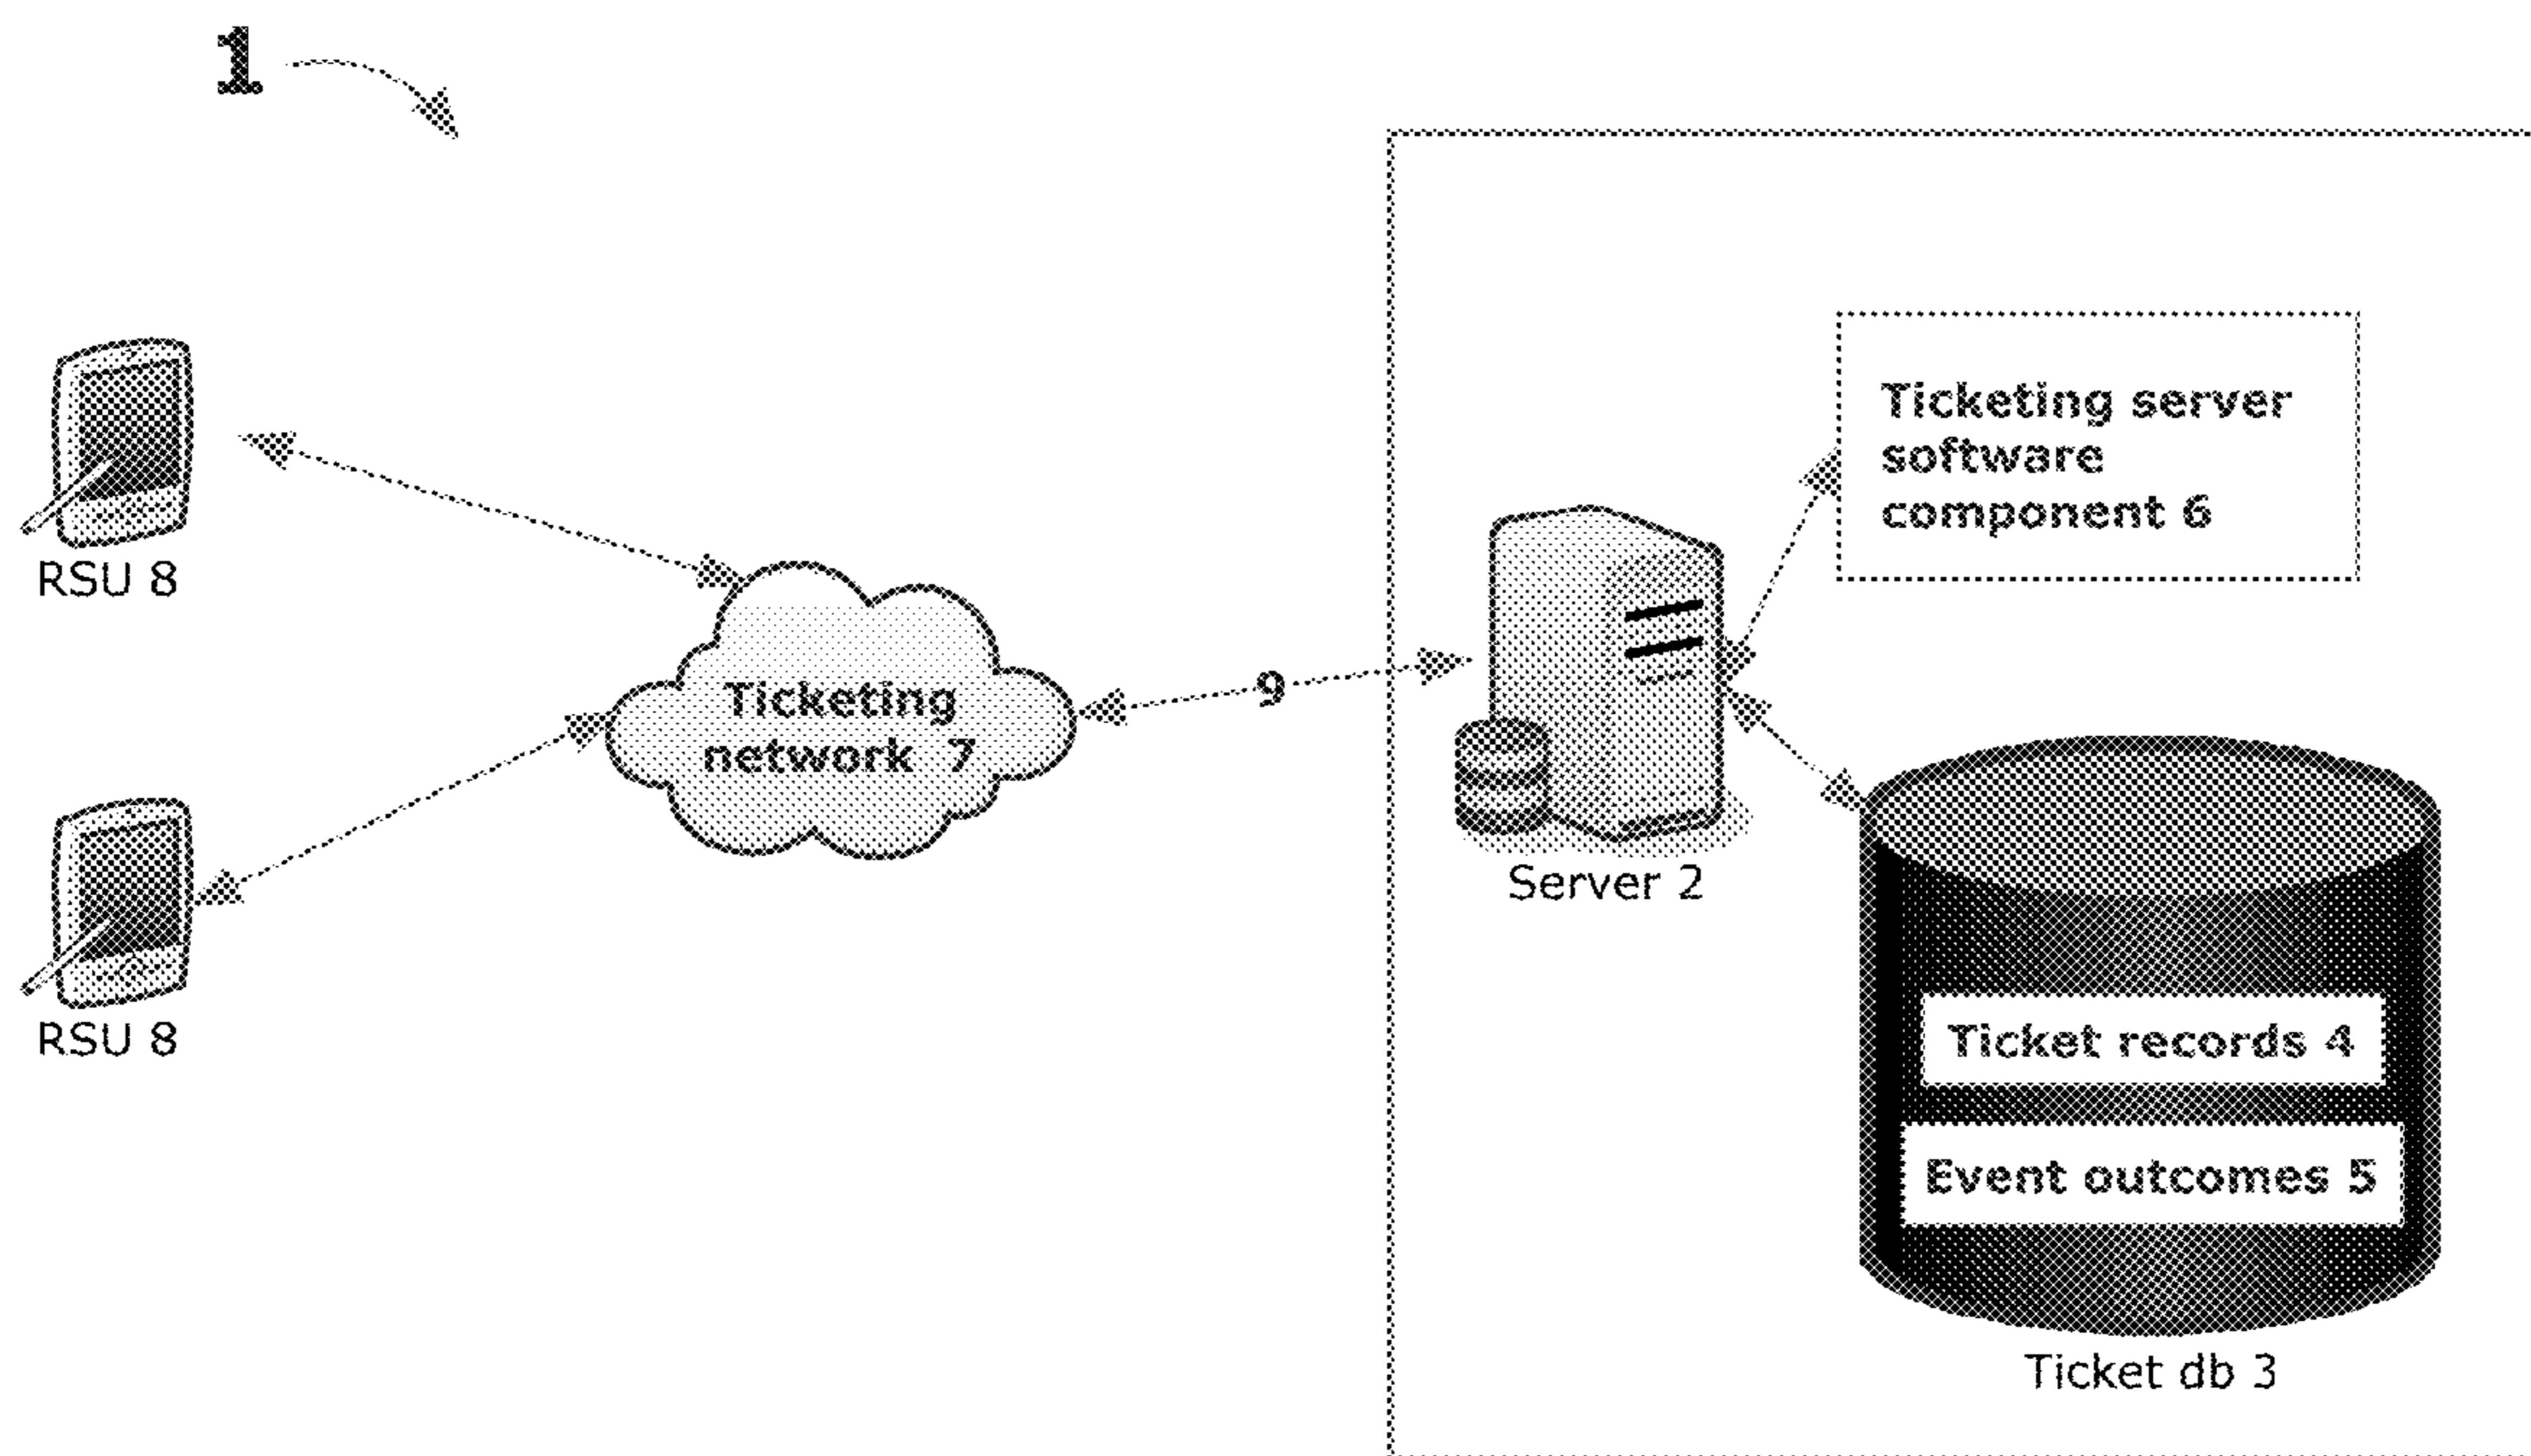 1
Ticketing server
software
component 6
RSU 8
Ticketing
network 7
9
Server 2
RSU 8
Ticket records 4
Event outcomes 5
Ticket db 3